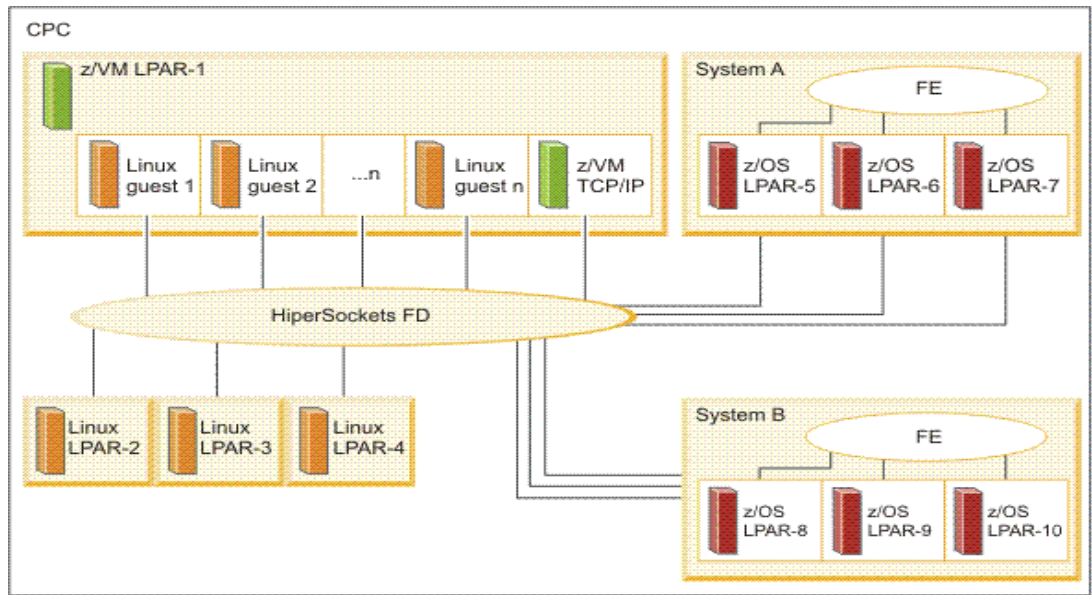 CPC
z/VM LPAR-1
Linux
guest 1
Linux
guest 2
...n
Linux
guest n
z/VM
TCP/IP
System A
FE
z/OS
LPAR-5
z/OS
LPAR-6
z/OS
LPAR-7
HiperSockets FD
Linux
LPAR-2
Linux
LPAR-3
Linux
LPAR-4
System B
FE
z/OS
LPAR-8
z/OS
LPAR-9
z/OS
LPAR-10